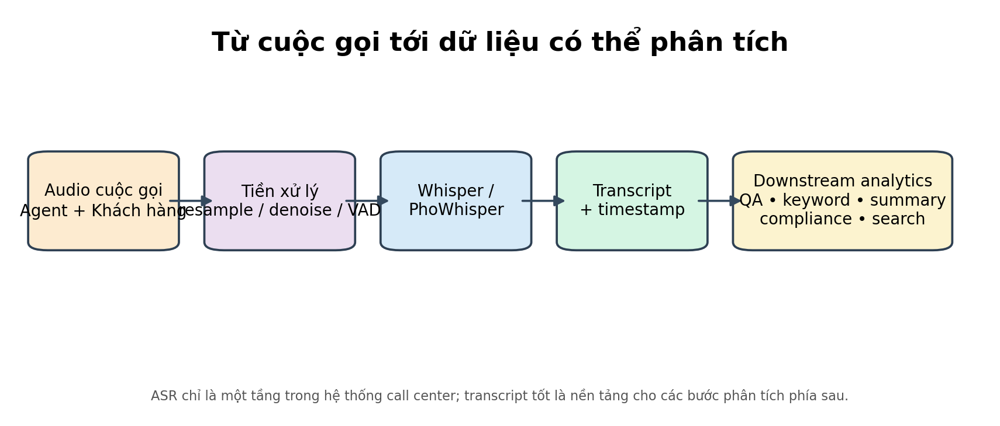 Từ cuộc gọi tới dữ liệu có thể phân tích
Audio cuộc gọi
Agent + Khách hàng
Tiền xử lý
resample / denoise / VAD
Whisper /
PhoWhisper
Transcript
+ timestamp
Downstream analytics
QA • keyword • summary
compliance • search
ASR chỉ là một tầng trong hệ thống call center; transcript tốt là nền tảng cho các bước phân tích phía sau.